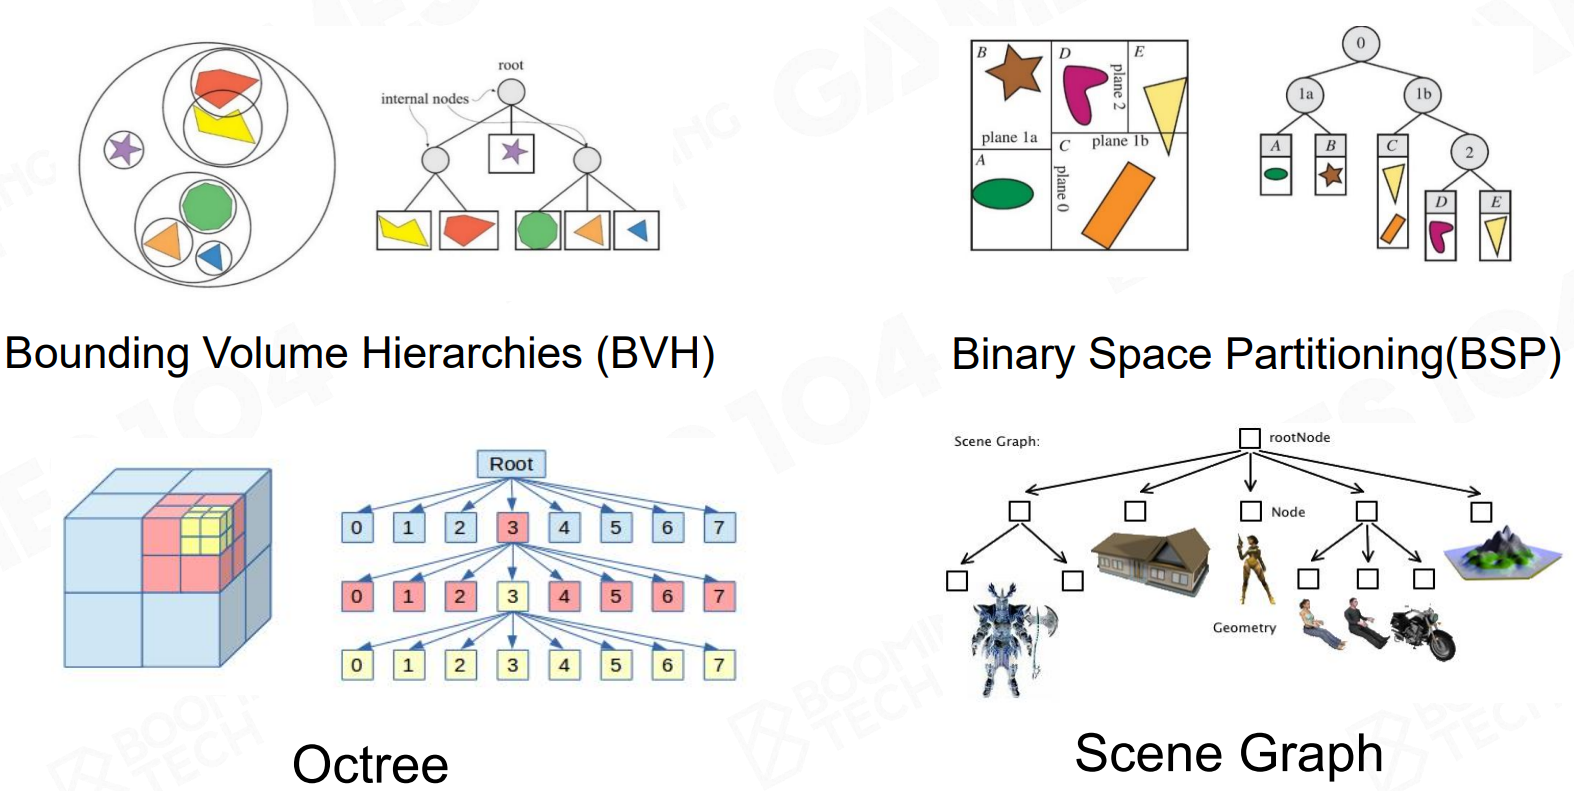 root
internal nodes
Bounding Volume Hierarchies (BVH)
B
D
E
plane 2
plane 1a
C
plane 1b
A
plane 0
0
1a
1b
A
B
C
2
D
E
Binary Space Partitioning(BSP)
Root
0 1 2 3 4 5 6 7
0 1 2 3 4 5 6 7
0 1 2 3 4 5 6 7
Octree
Scene Graph:
rootNode
Node
Geometry
Scene Graph
BOOMING
TECH